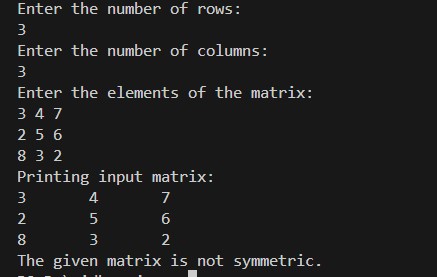 Enter the number of rows:
3
Enter the number of columns:
3
Enter the elements of the matrix:
3 4 7
2 5 6
8 3 2
Printing input matrix:
3 4 7
2 5 6
8 3 2
The given matrix is not symmetric.